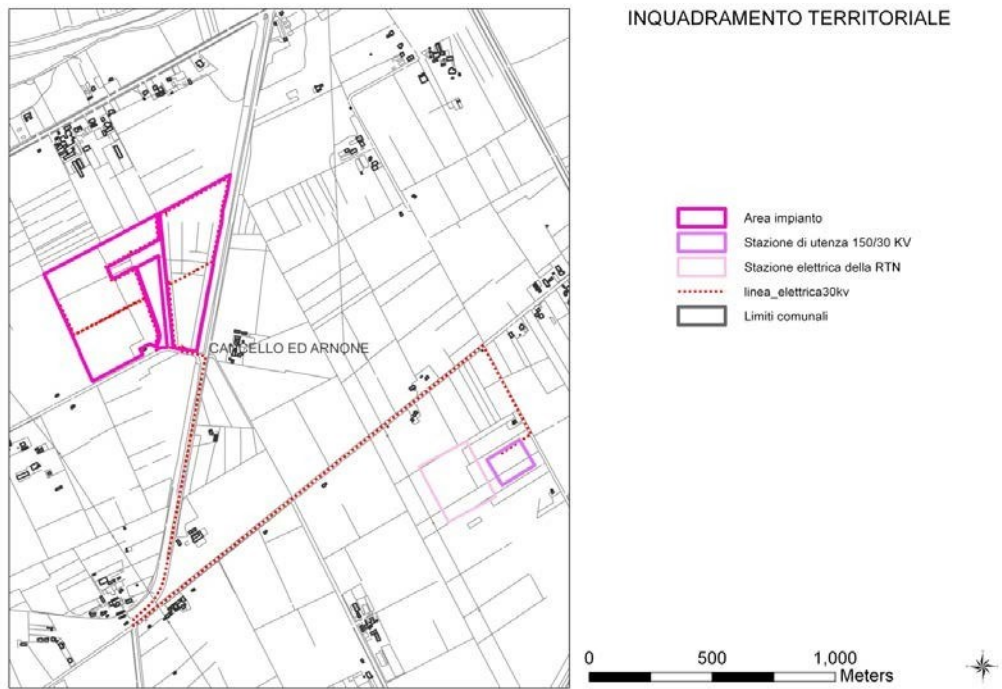 INQUADRAMENTO TERRITORIALE
Area impianto
Stazione di utenza 150/30 KV
Stazione elettrica della RTN
linea_elettrica30kv
Limiti comunali
CANCELLO ED ARNONE
0 500 1,000
Meters